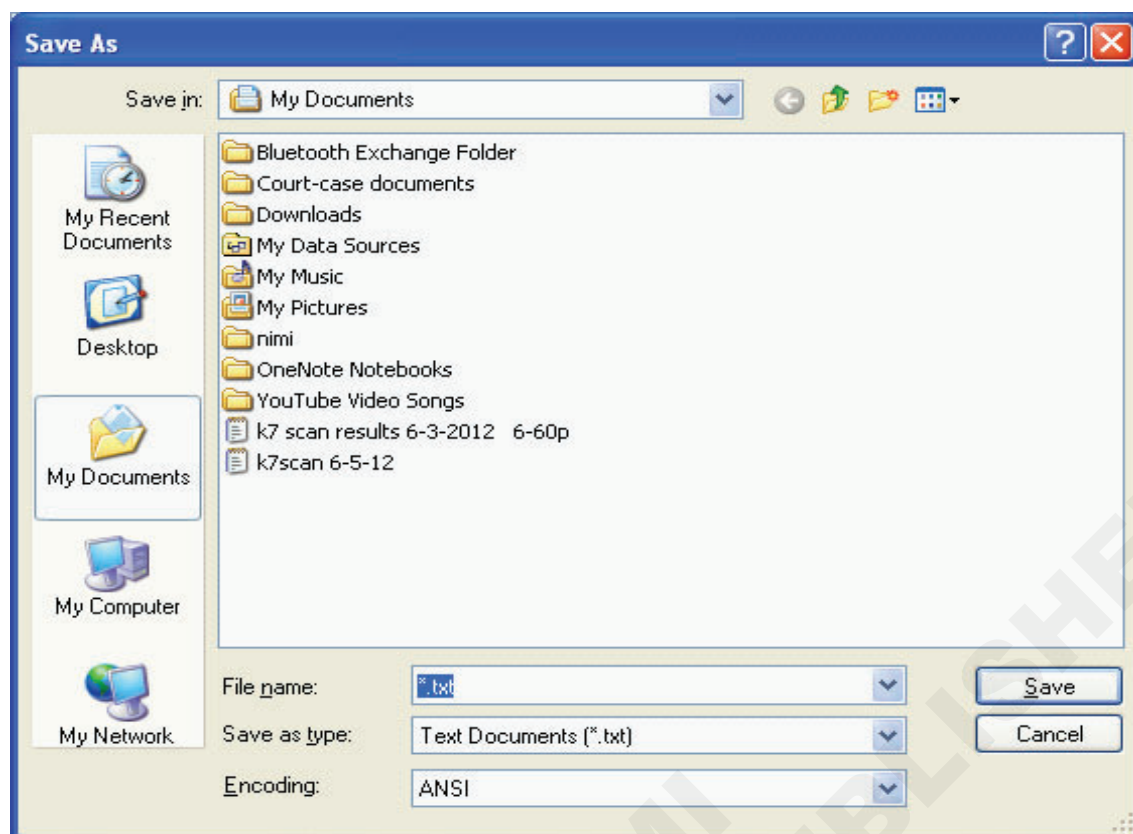 Save As
Save in: My Documents
My Recent
Documents
Desktop
My Documents
My Computer
My Network
Bluetooth Exchange Folder
Court-case documents
Downloads
My Data Sources
My Music
My Pictures
nimi
OneNote Notebooks
YouTube Video Songs
k7 scan results 6-3-2012 6-60p
k7scan 6-5-12
File name: *.txt
Save
Save as type: Text Documents (*.txt)
Cancel
Encoding: ANSI